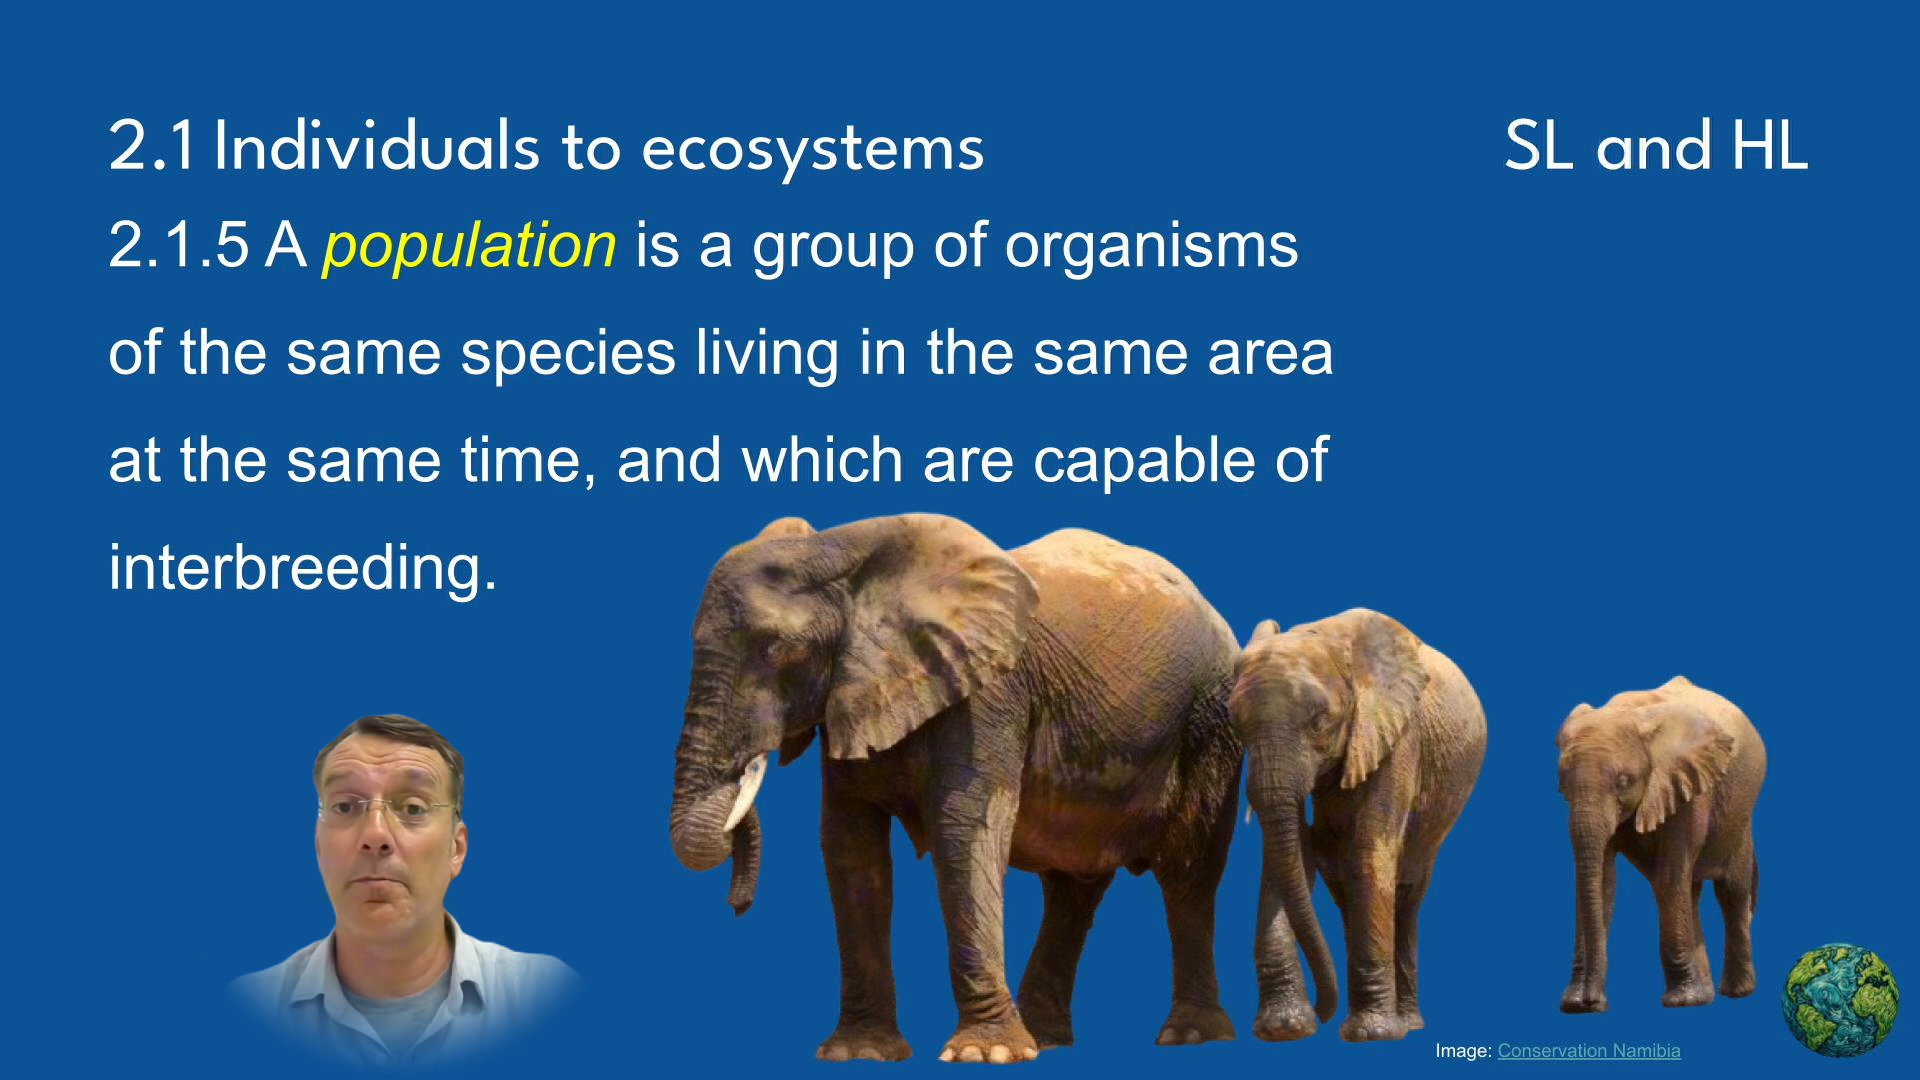 2.1 Individuals to ecosystems
SL and HL
2.1.5 A population is a group of organisms
of the same species living in the same area
at the same time, and which are capable of
interbreeding.
Image: Conservation Namibia